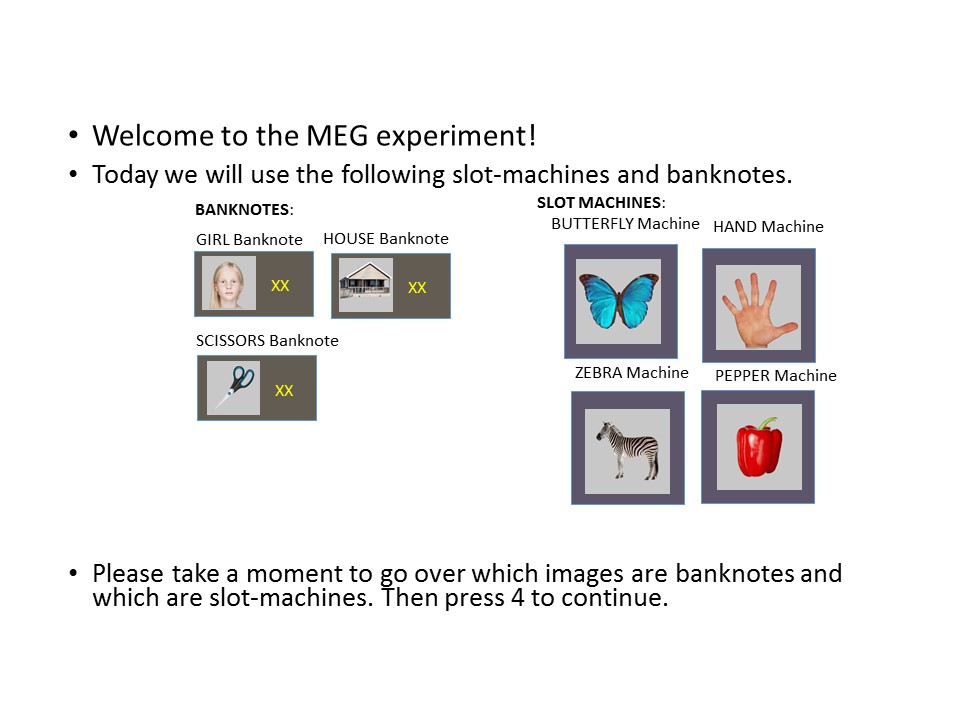 • Welcome to the MEG experiment!
• Today we will use the following slot-machines and banknotes.
BANKNOTES:
GIRL Banknote
HOUSE Banknote
XX
XX
SCISSORS Banknote
XX
SLOT MACHINES:
BUTTERFLY Machine
HAND Machine
ZEBRA Machine
PEPPER Machine
• Please take a moment to go over which images are banknotes and
which are slot-machines. Then press 4 to continue.